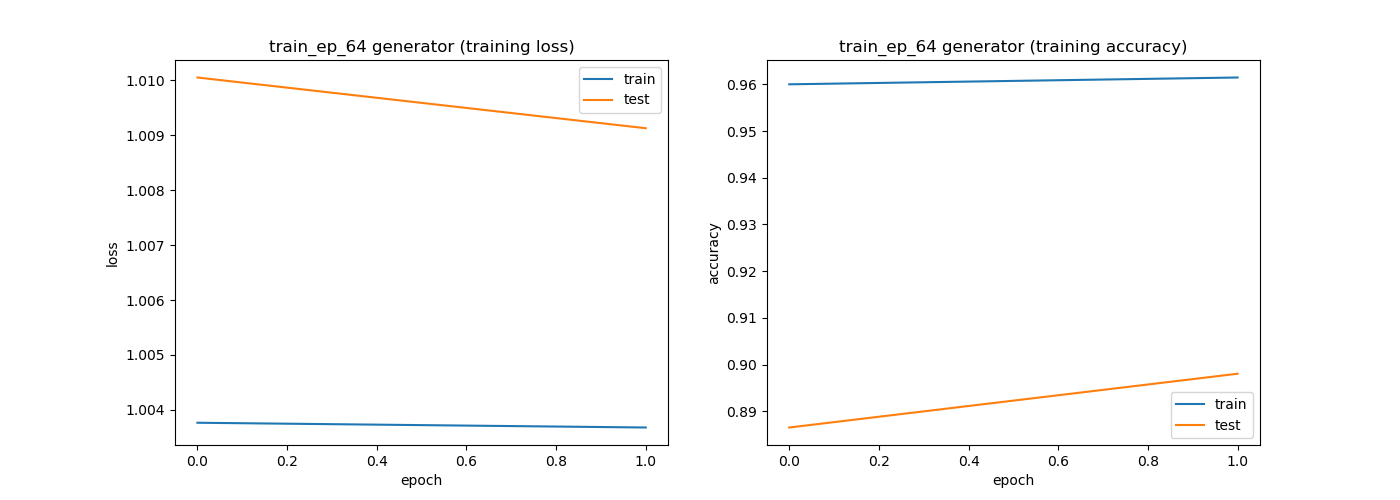 train_ep_64 generator (training loss)
1.010
1.009
1.008
1.007
1.006
1.005
1.004
loss
0.0 0.2 0.4 0.6 0.8 1.0
epoch
train
test
train_ep_64 generator (training accuracy)
0.96
0.95
0.94
0.93
0.92
0.91
0.90
0.89
accuracy
0.0 0.2 0.4 0.6 0.8 1.0
epoch
train
test